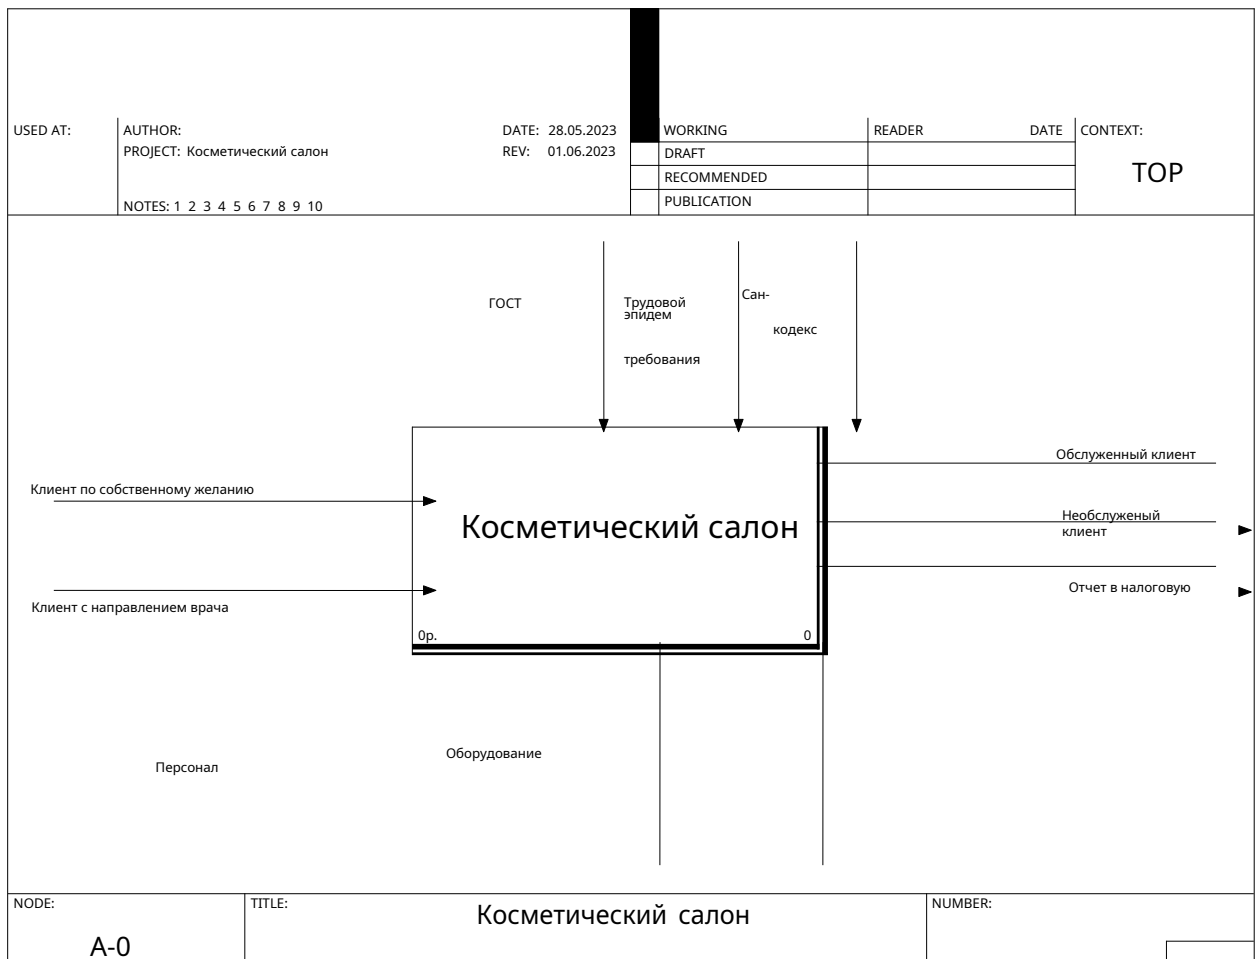 USED AT:
AUTHOR:
DATE: 28.05.2023
WORKING
READER
DATE
CONTEXT:
PROJECT: Косметический салон
REV: 01.06.2023
DRAFT
TOP
RECOMMENDED
NOTES: 1 2 3 4 5 6 7 8 9 10
PUBLICATION
ГОСТ
Трудовой
эпидем
требования
Сан-
кодекс
Обслуженный клиент
Клиент по собственному желанию
Косметический салон
Необслуженый
клиент
Отчет в налоговую
Клиент с направлением врача
0р.
0
Персонал
Оборудование
NODE:
A-0
TITLE:
Косметический салон
NUMBER: